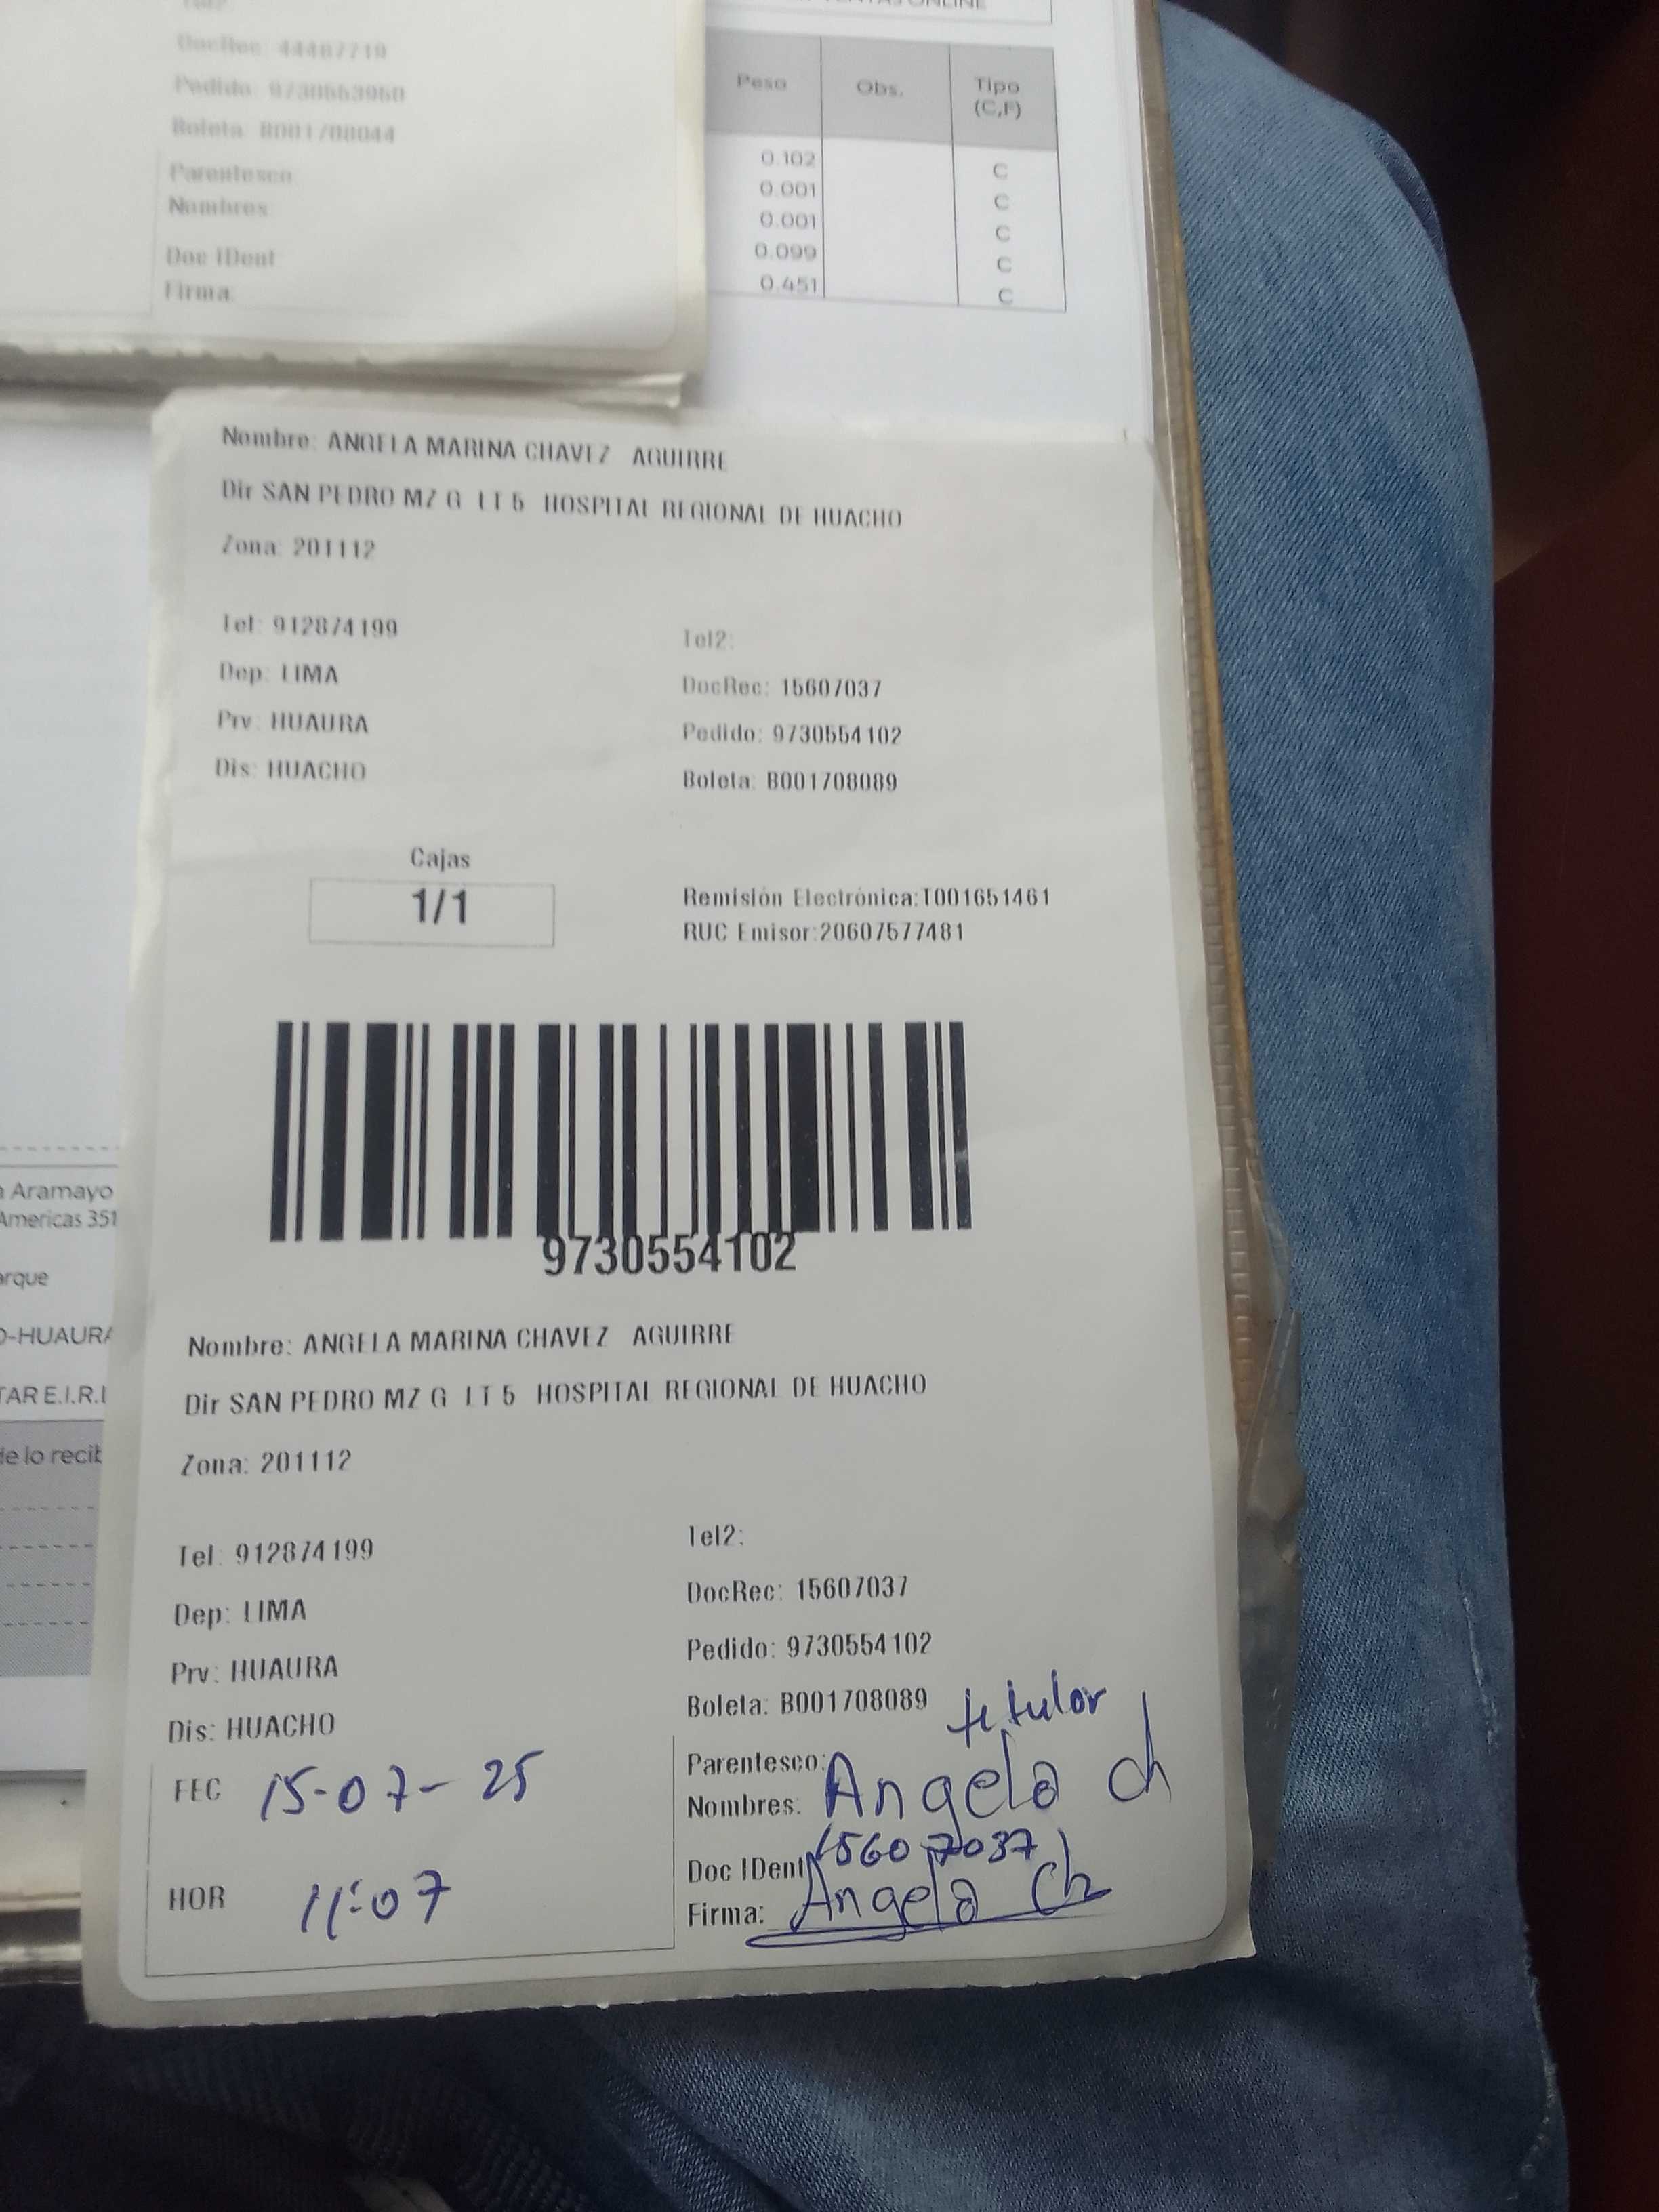 DocRec: 44487719
Pedido: 9730553960
Boleta: B001708044
Parentesco:
Nombres:
Doc IDent
Firma:
Peso Obs. Tipo (C,F)
0.102 C
0.001 C
0.001 C
0.099 C
0.451 C
Nombre: ANGELA MARINA CHAVEZ AGUIRRE
Dir SAN PEDRO MZ G LT 5 HOSPITAL REGIONAL DE HUACHO
Zona: 201112
Tel: 912874199 Tel2:
Dep: LIMA DocRec: 15607037
Prv: HUAURA Pedido: 9730554102
Dis: HUACHO Boleta: B001708089
Cajas
1/1
Remisión Electrónica:T001651461
RUC Emisor:20607577481
9730554102
Aramayo
Americas 351
arque
O-HUAURA
TAR E.I.R.L
de lo recib
Nombre: ANGELA MARINA CHAVEZ AGUIRRE
Dir SAN PEDRO MZ G LT 5 HOSPITAL REGIONAL DE HUACHO
Zona: 201112
Tel: 912874199 Tel2:
Dep: LIMA DocRec: 15607037
Prv: HUAURA Pedido: 9730554102
Dis: HUACHO Boleta: B001708089
titular
FEC 15-07-25
Parentesco:
Nombres: Angela Ch
HOR 11:07
Doc IDent 15607037
Firma: Angela Ch